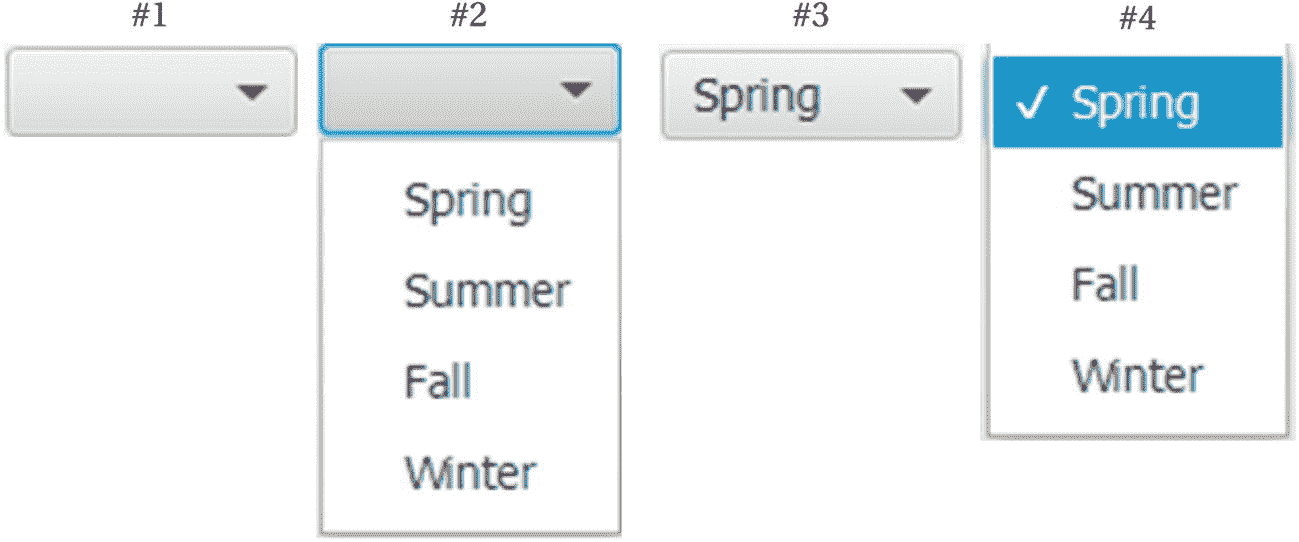 #1 #2 #3 #4
Spring
Summer
Fall
Winter
Spring
✓ Spring
Summer
Fall
Winter